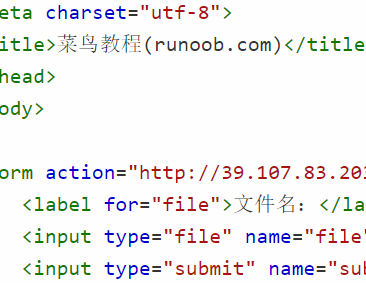 eta charset="utf-8">
itle>菜鸟教程(runoob.com)</title
head>
ody>
orm action="http://39.107.83.20
<label for="file">文件名：</la
<input type="file" name="file"
<input type="submit" name="sub